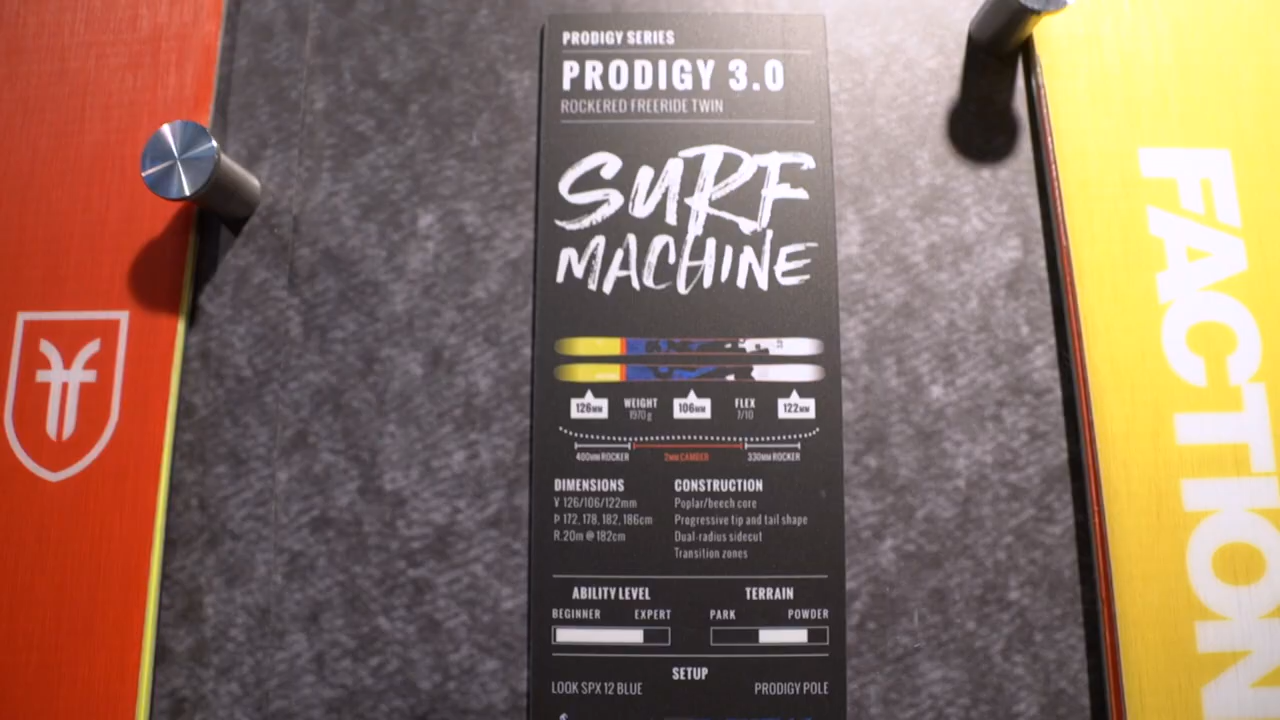 PRODIGY SERIES
PRODIGY 3.0
ROCKERED FREERIDE TWIN
SURF
MACHINE
126MM WEIGHT 1970 g 106MM FLEX 7/10 122MM
400MM ROCKER 2MM CAMBER 330MM ROCKER
DIMENSIONS
126/106/122mm
172, 178, 182, 186cm
R.20m @ 182cm
CONSTRUCTION
Poplar/beech core
Progressive tip and tail shape
Dual-radius sidecut
Transition zones
ABILITY LEVEL
BEGINNER EXPERT
TERRAIN
PARK POWDER
SETUP
LOOK SPX 12 BLUE PRODIGY POLE
FACTION